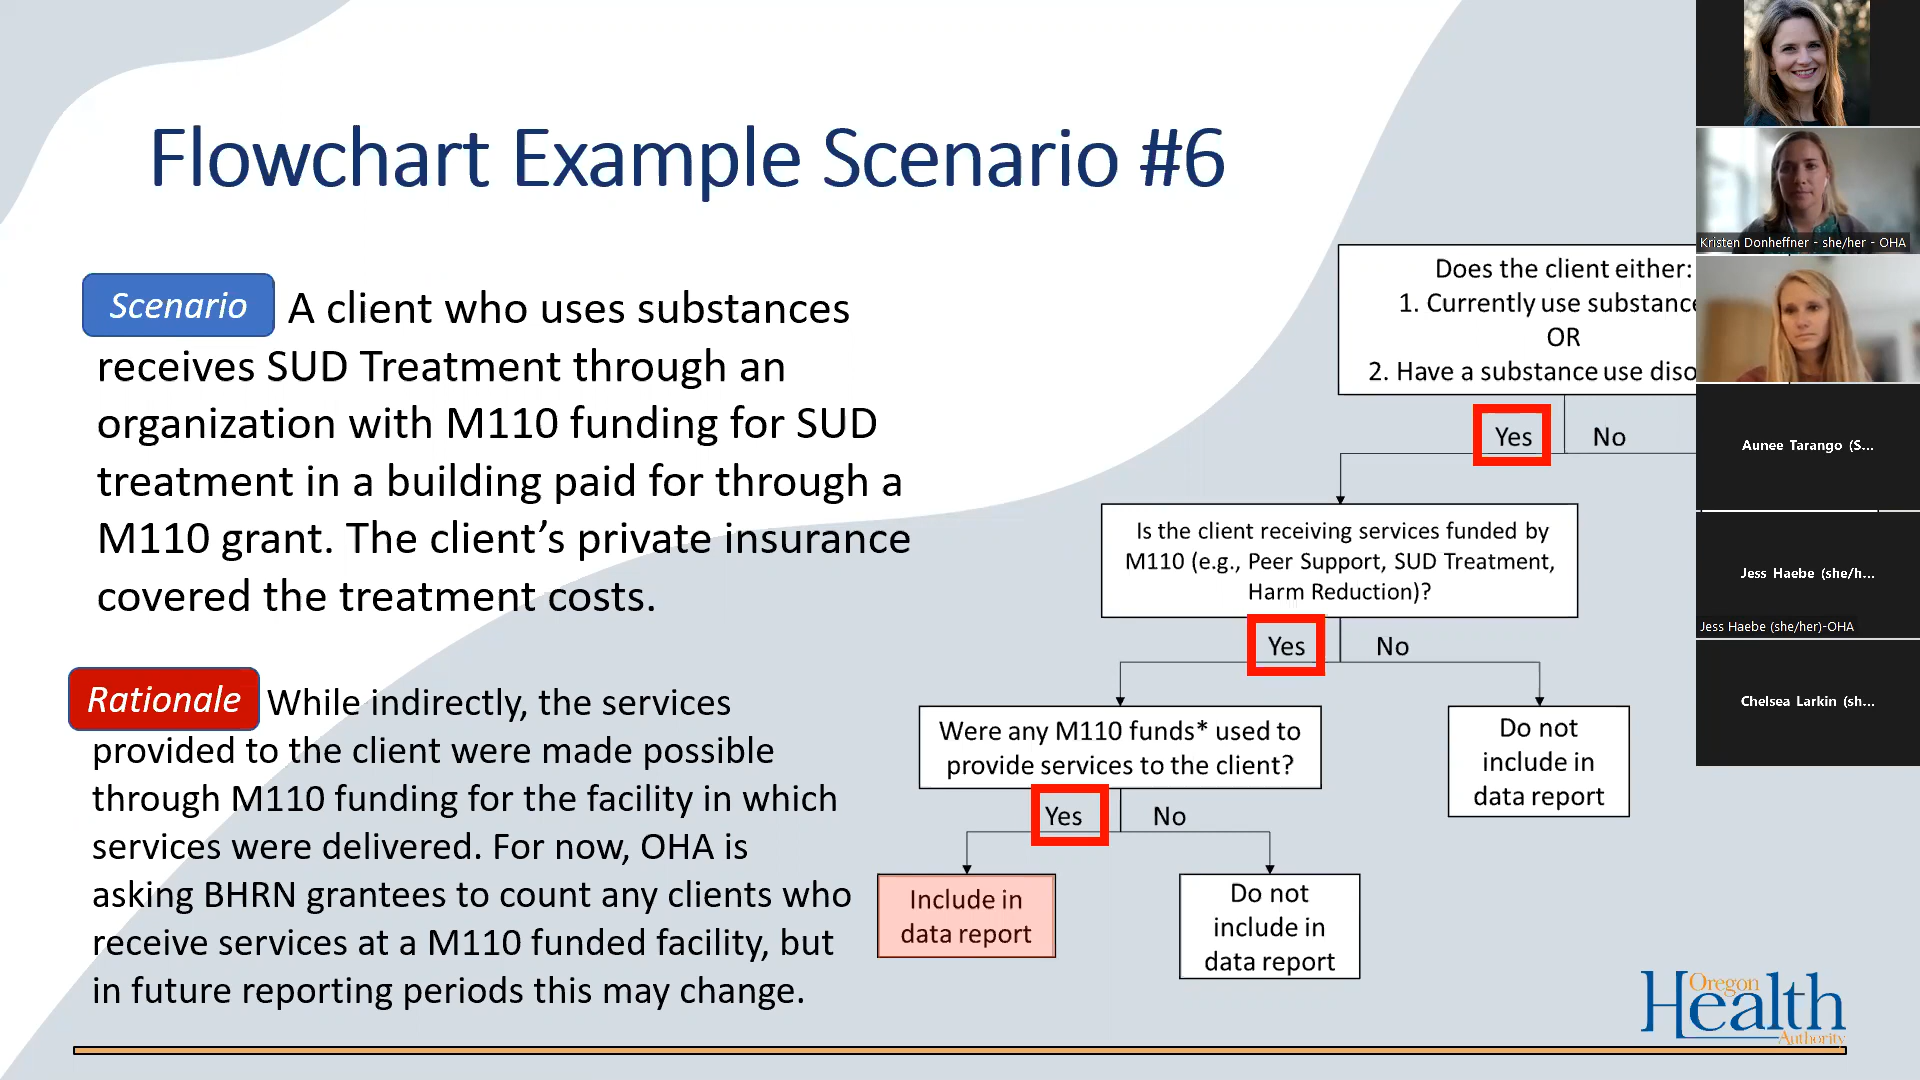 Flowchart Example Scenario #6
Scenario A client who uses substances
receives SUD Treatment through an
organization with M110 funding for SUD
treatment in a building paid for through a
M110 grant. The client’s private insurance
covered the treatment costs.
Rationale While indirectly, the services
provided to the client were made possible
through M110 funding for the facility in which
services were delivered. For now, OHA is
asking BHRN grantees to count any clients who
receive services at a M110 funded facility, but
in future reporting periods this may change.
Does the client either:
1. Currently use substance
OR
2. Have a substance use diso
Yes
No
Is the client receiving services funded by
M110 (e.g., Peer Support, SUD Treatment,
Harm Reduction)?
Yes
No
Were any M110 funds* used to
provide services to the client?
Do not
include in
data report
Yes
No
Include in
data report
Do not
include in
data report
Kristen Donheffner - she/her - OHA
Aunee Tarango (S...
Jess Haebe (she/h...
Jess Haebe (she/her)-OHA
Chelsea Larkin (sh...
Oregon
Health
Authority